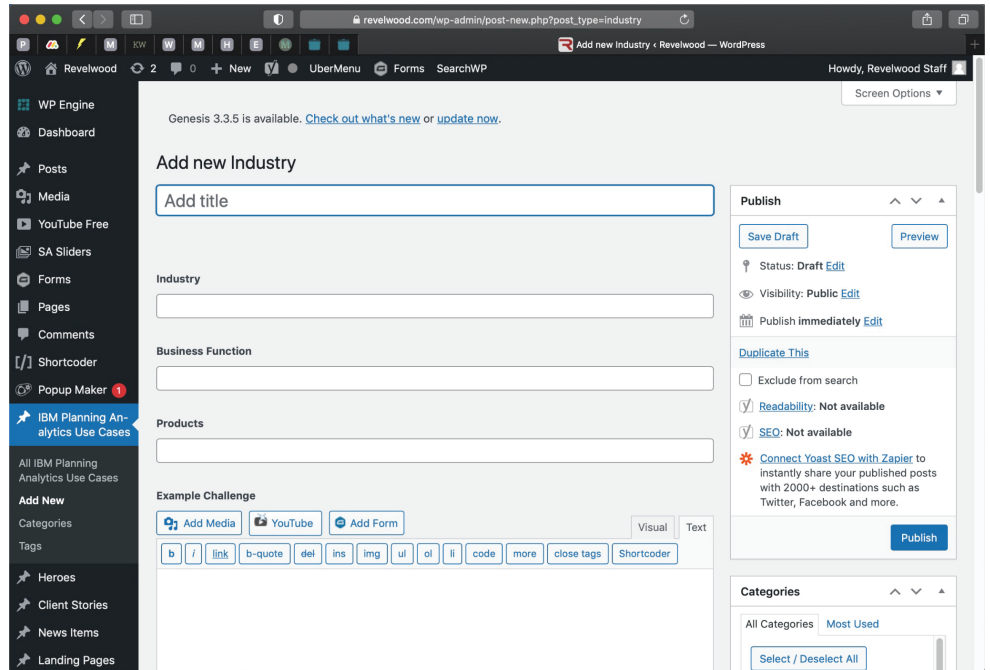 revelwood.com/wp-admin/post-new.php?post_type=industry
P M KW W M H E
Add new Industry ‹ Revelwood — WordPress
Revelwood 2 0 + New UberMenu Forms SearchWP Howdy, Revelwood Staff
Screen Options ▼
WP Engine
Dashboard
Posts
Media
YouTube Free
SA Sliders
Forms
Pages
Comments
[/] Shortcoder
Popup Maker 1
IBM Planning An-
alytics Use Cases
All IBM Planning
Analytics Use Cases
Add New
Categories
Tags
Heroes
Client Stories
News Items
Landing Pages
Genesis 3.3.5 is available. Check out what's new or update now.
Add new Industry
Add title
Industry
Business Function
Products
Example Challenge
Add Media YouTube Add Form
Visual Text
b i link b-quote del ins img ul ol li code more close tags Shortcoder
Publish
Save Draft Preview
Status: Draft Edit
Visibility: Public Edit
Publish immediately Edit
Duplicate This
Exclude from search
Readability: Not available
SEO: Not available
Connect Yoast SEO with Zapier to
instantly share your published posts
with 2000+ destinations such as
Twitter, Facebook and more.
Publish
Categories
All Categories Most Used
Select / Deselect All